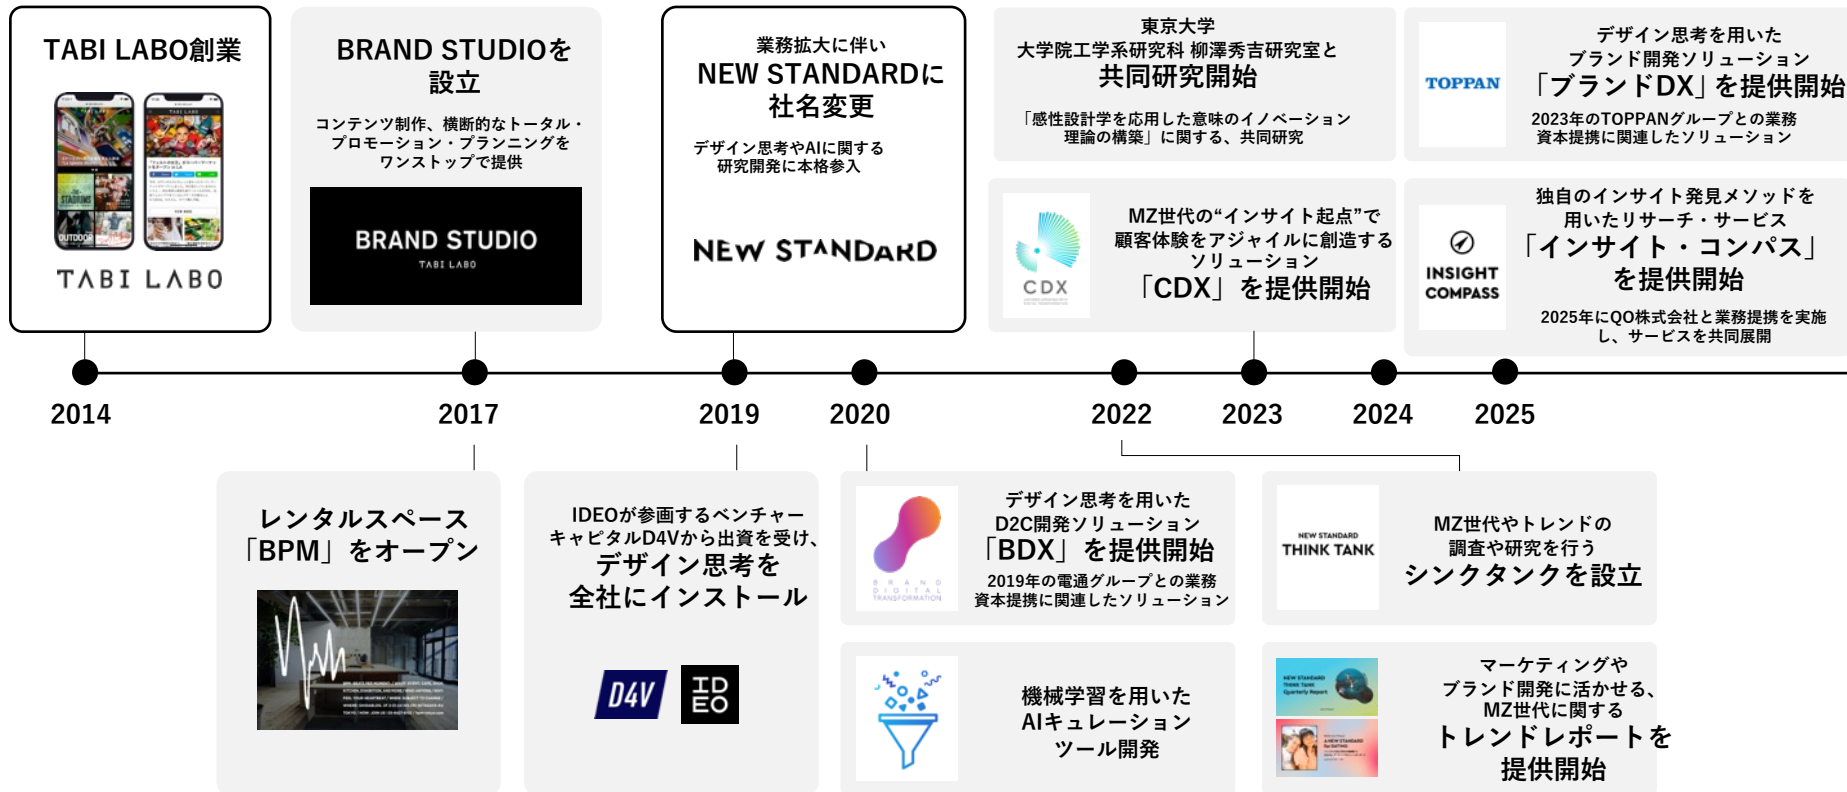 TABI LABO創業
TABI LABO
BRAND STUDIOを
設立
コンテンツ制作、横断的なトータル・
プロモーション・プランニングを
ワンストップで提供
BRAND STUDIO
TABI LABO
業務拡大に伴い
NEW STANDARDに
社名変更
デザイン思考やAIに関する
研究開発に本格参入
NEW STANDARD
東京大学
大学院工学系研究科 柳澤秀吉研究室と
共同研究開始
「感性設計学を応用した意味のイノベーション
理論の構築」に関する、共同研究
CDX
MZ世代の“インサイト起点”で
顧客体験をアジャイルに創造する
ソリューション
「CDX」を提供開始
TOPPAN
デザイン思考を用いた
ブランド開発ソリューション
「ブランドDX」を提供開始
2023年のTOPPANグループとの業務
資本提携に関連したソリューション
INSIGHT
COMPASS
独自のインサイト発見メソッドを
用いたリサーチ・サービス
「インサイト・コンパス」
を提供開始
2025年にQO株式会社と業務提携を実施
し、サービスを共同展開
2014
2017
2019
2020
2022
2023
2024
2025
レンタルスペース
「BPM」をオープン
IDEOが参画するベンチャー
キャピタルD4Vから出資を受け、
デザイン思考を
全社にインストール
D4V
ID
EO
BRAND
DIGITAL
TRANSFORMATION
デザイン思考を用いた
D2C開発ソリューション
「BDX」を提供開始
2019年の電通グループとの業務
資本提携に関連したソリューション
機械学習を用いた
AIキュレーション
ツール開発
NEW STANDARD
THINK TANK
MZ世代やトレンドの
調査や研究を行う
シンクタンクを設立
NEW STANDARD
THINK TANK
Quarterly Report
A NEW STANDARD
for DATING
マーケティングや
ブランド開発に活かせる、
MZ世代に関する
トレンドレポートを
提供開始